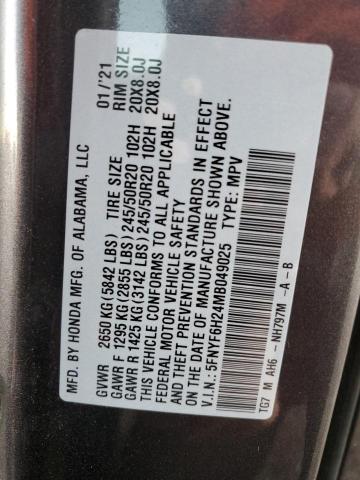 MFD. BY HONDA MFG. OF ALABAMA, LLC 01/'21
GVWR 2650 KG (5842 LBS) TIRE SIZE RIM SIZE
GAWR F 1295 KG (2855 LBS) 245/50R20 102H 20X8.0J
GAWR R 1425 KG (3142 LBS) 245/50R20 102H 20X8.0J
THIS VEHICLE CONFORMS TO ALL APPLICABLE
FEDERAL MOTOR VEHICLE SAFETY
AND THEFT PREVENTION STANDARDS IN EFFECT
ON THE DATE OF MANUFACTURE SHOWN ABOVE.
V.I.N.: 5FNYF6H24MB049025 TYPE: MPV
TG7 M AH6 - NH797M -A-B